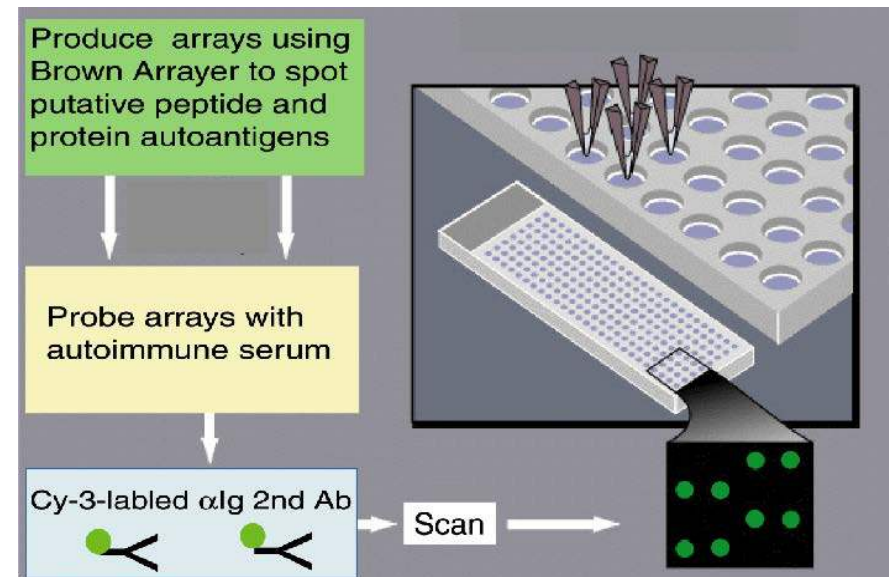 Produce arrays using
Brown Arrayer to spot
putative peptide and
protein autoantigens
Probe arrays with
autoimmune serum
Cy-3-labled αIg 2nd Ab
Scan